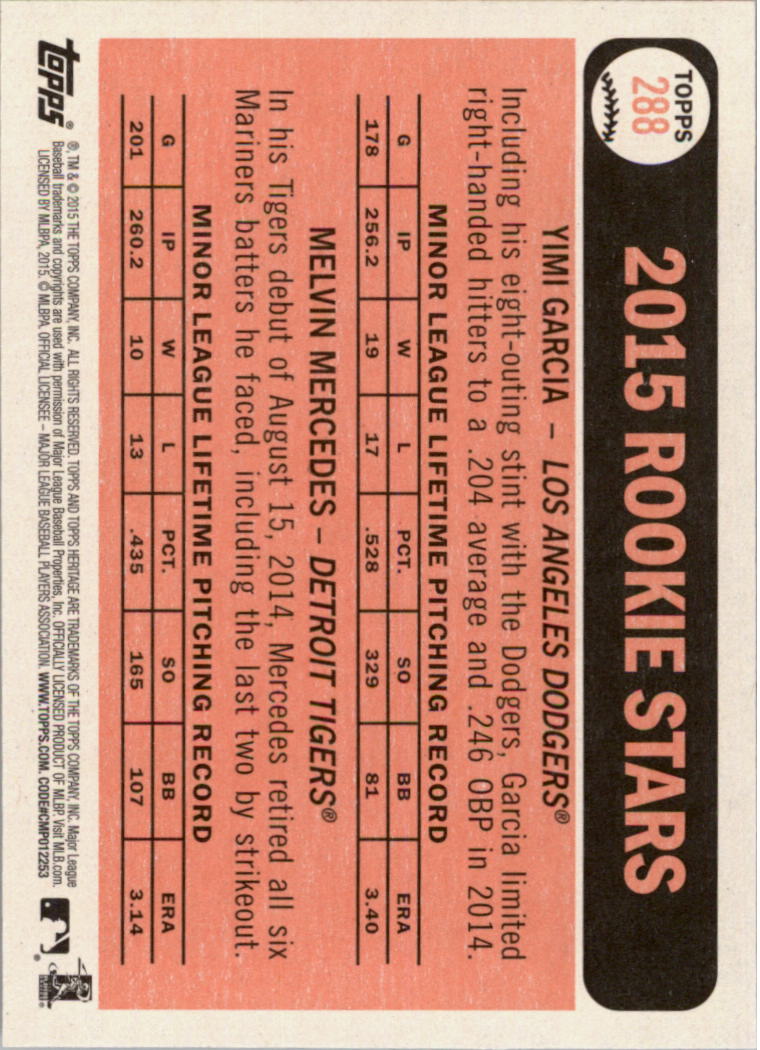 TOPPS
288
2015 ROOKIE STARS
YIMI GARCIA – LOS ANGELES DODGERS®
Including his eight-outing stint with the Dodgers, Garcia limited
right-handed hitters to a .204 average and .246 OBP in 2014.
MINOR LEAGUE LIFETIME PITCHING RECORD
G IP W L PCT. SO BB ERA
178 256.2 19 17 .528 329 81 3.40
MELVIN MERCEDES – DETROIT TIGERS®
In his Tigers debut of August 15, 2014, Mercedes retired all six
Mariners batters he faced, including the last two by strikeout.
MINOR LEAGUE LIFETIME PITCHING RECORD
G IP W L PCT. SO BB ERA
201 260.2 10 13 .435 165 107 3.14
topps®
®, TM & © 2015 THE TOPPS COMPANY, INC. ALL RIGHTS RESERVED. TOPPS AND TOPPS HERITAGE ARE TRADEMARKS OF THE TOPPS COMPANY, INC. Major League
Baseball trademarks and copyrights are used with permission of Major League Baseball Properties, Inc. OFFICIALLY LICENSED PRODUCT OF MLBP. Visit MLB.com.
LICENSED BY MLBPA, 2015. © MLBPA. OFFICIAL LICENSEE – MAJOR LEAGUE BASEBALL PLAYERS ASSOCIATION. WWW.TOPPS.COM. CODE#CMP012253